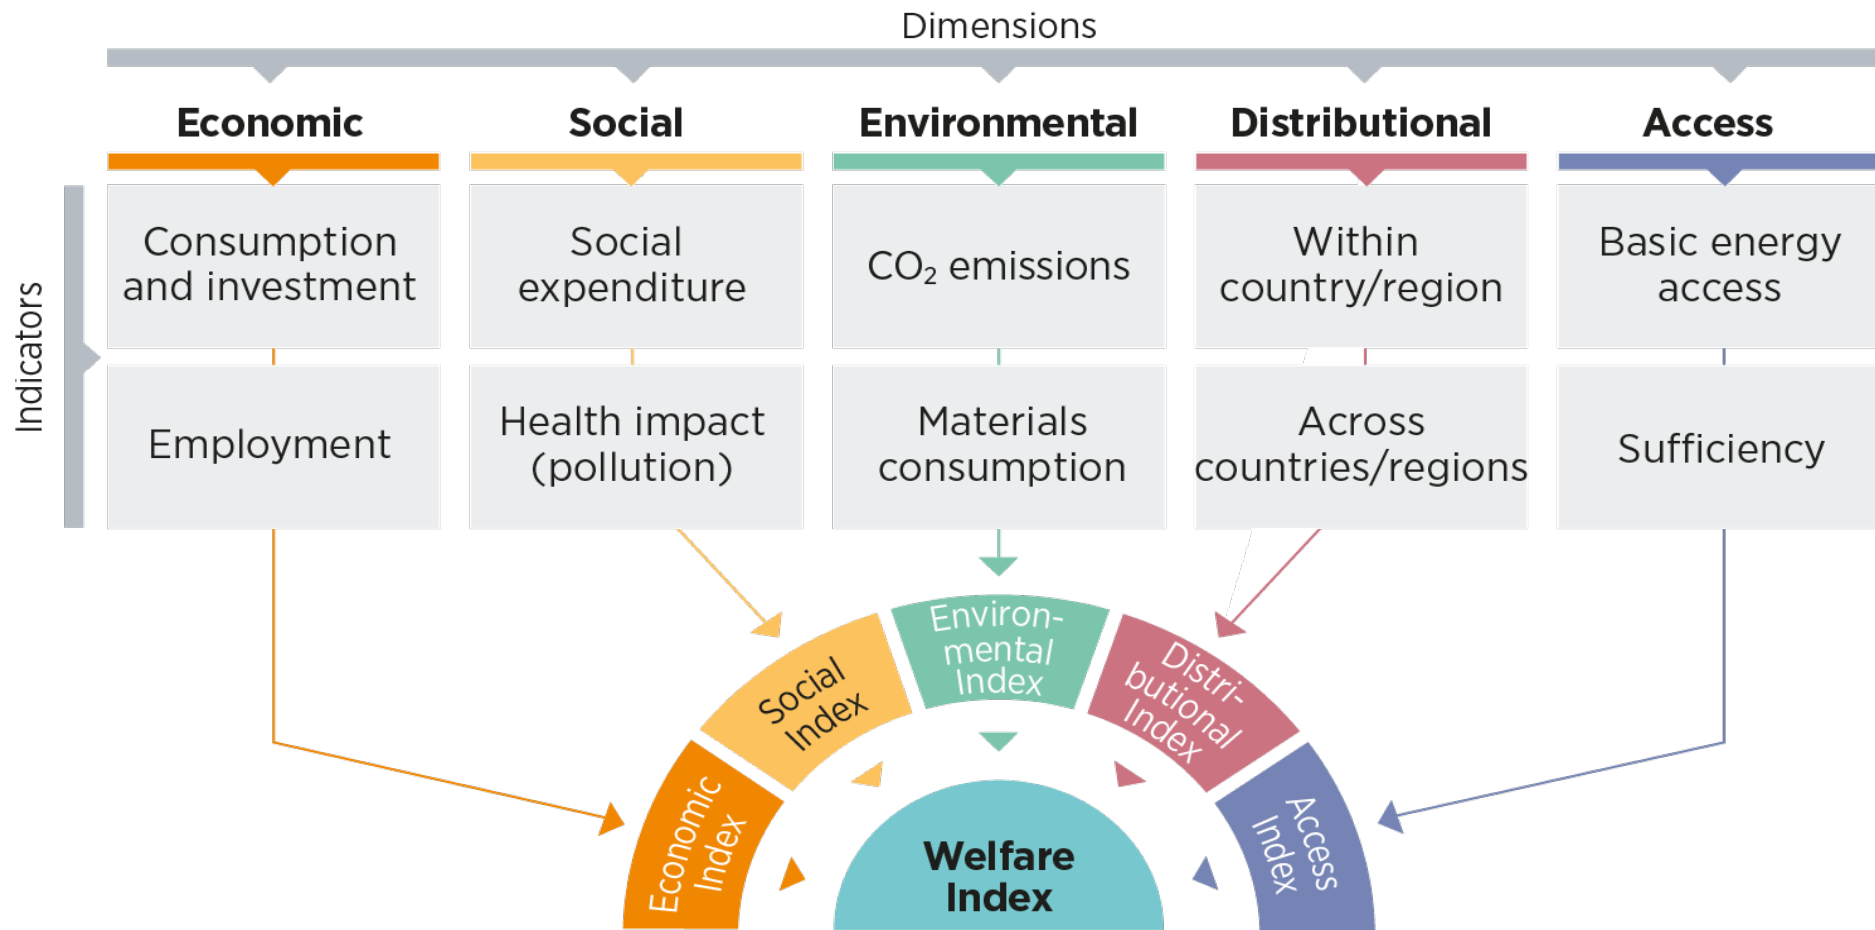 Dimensions
Economic
Social
Environmental
Distributional
Access
Indicators
Consumption
and investment
Social
expenditure
CO₂ emissions
Within
country/region
Basic energy
access
Employment
Health impact
(pollution)
Materials
consumption
Across
countries/regions
Sufficiency
Economic
Index
Social
Index
Environ-
mental
Index
Distri-
butional
Index
Access
Index
Welfare
Index